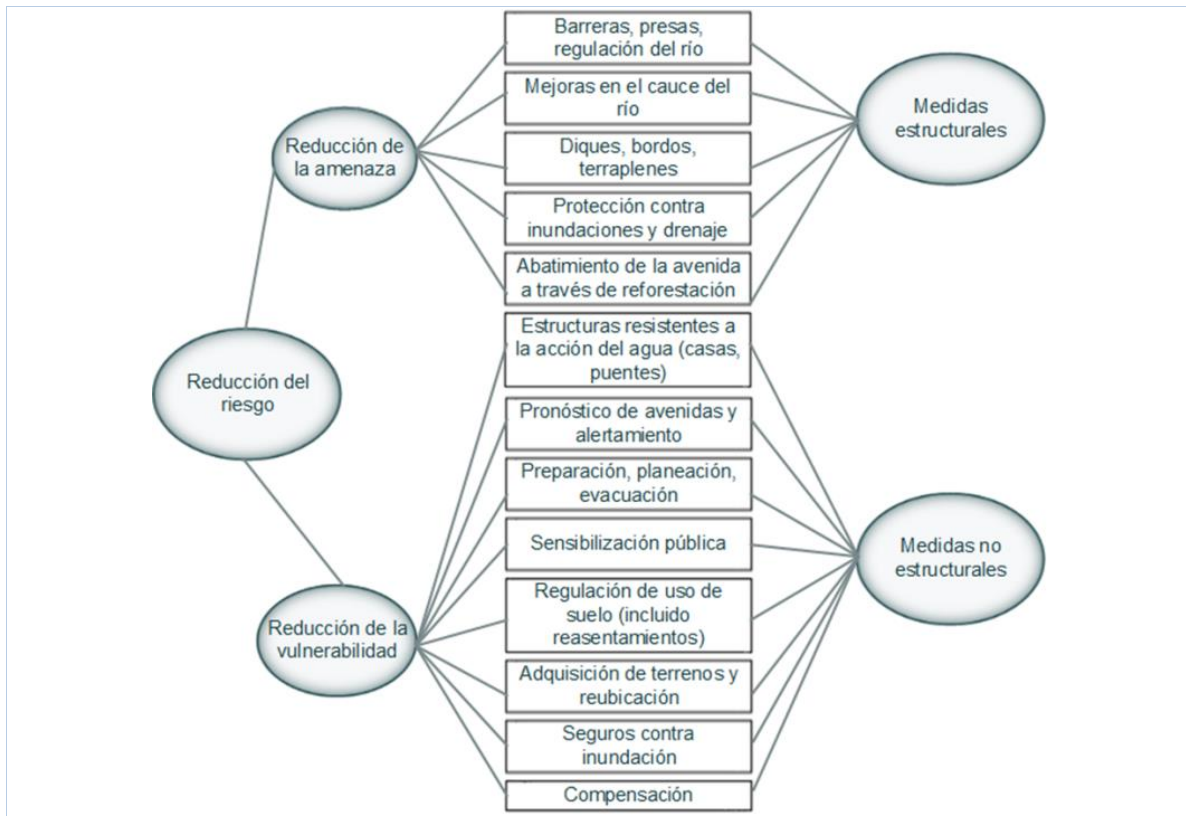 Barreras, presas,
regulación del río
Mejoras en el cauce del
río
Diques, bordos,
terraplenes
Protección contra
inundaciones y drenaje
Abatimiento de la avenida
a través de reforestación
Estructuras resistentes a
la acción del agua (casas,
puentes)
Pronóstico de avenidas y
alertamiento
Preparación, planeación,
evacuación
Sensibilización pública
Regulación de uso de
suelo (incluido
reasentamientos)
Adquisición de terrenos y
reubicación
Seguros contra
inundación
Compensación
Reducción de
la amenaza
Reducción del
riesgo
Reducción de la
vulnerabilidad
Medidas
estructurales
Medidas no
estructurales